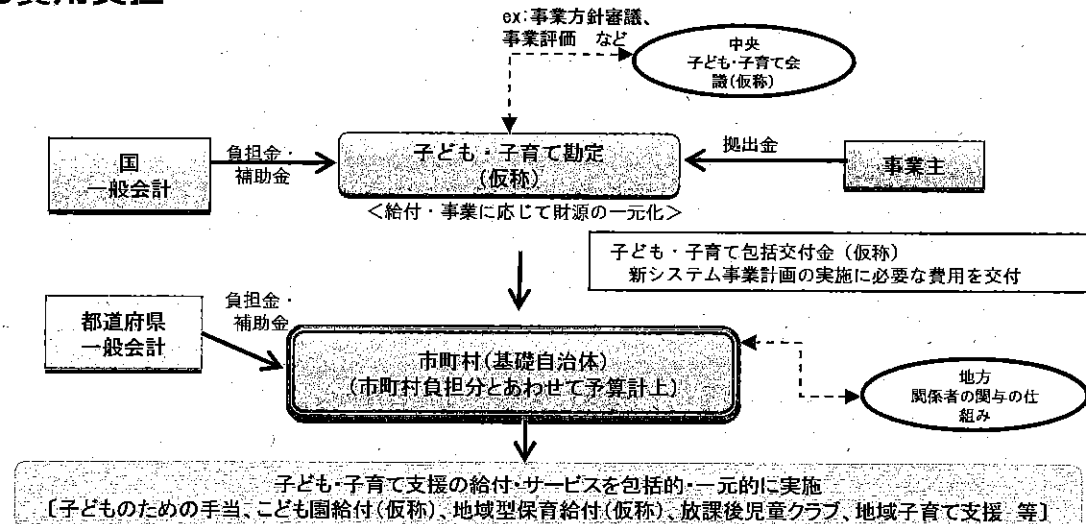 ex:事業方針審議、
事業評価 など
中央
子ども・子育て会
議(仮称)
国
一般会計
負担金・
補助金
子ども・子育て勘定
(仮称)
拠出金
事業主
<給付・事業に応じて財源の一元化>
子ども・子育て包括交付金(仮称)
新システム事業計画の実施に必要な費用を交付
都道府県
一般会計
負担金・
補助金
市町村(基礎自治体)
(市町村負担分とあわせて予算計上)
地方
関係者の関与の仕
組み
子ども・子育て支援の給付・サービスを包括的・一元的に実施
〔子どものための手当、こども園給付(仮称)、地域型保育給付(仮称)、放課後児童クラブ、地域子育て支援 等〕